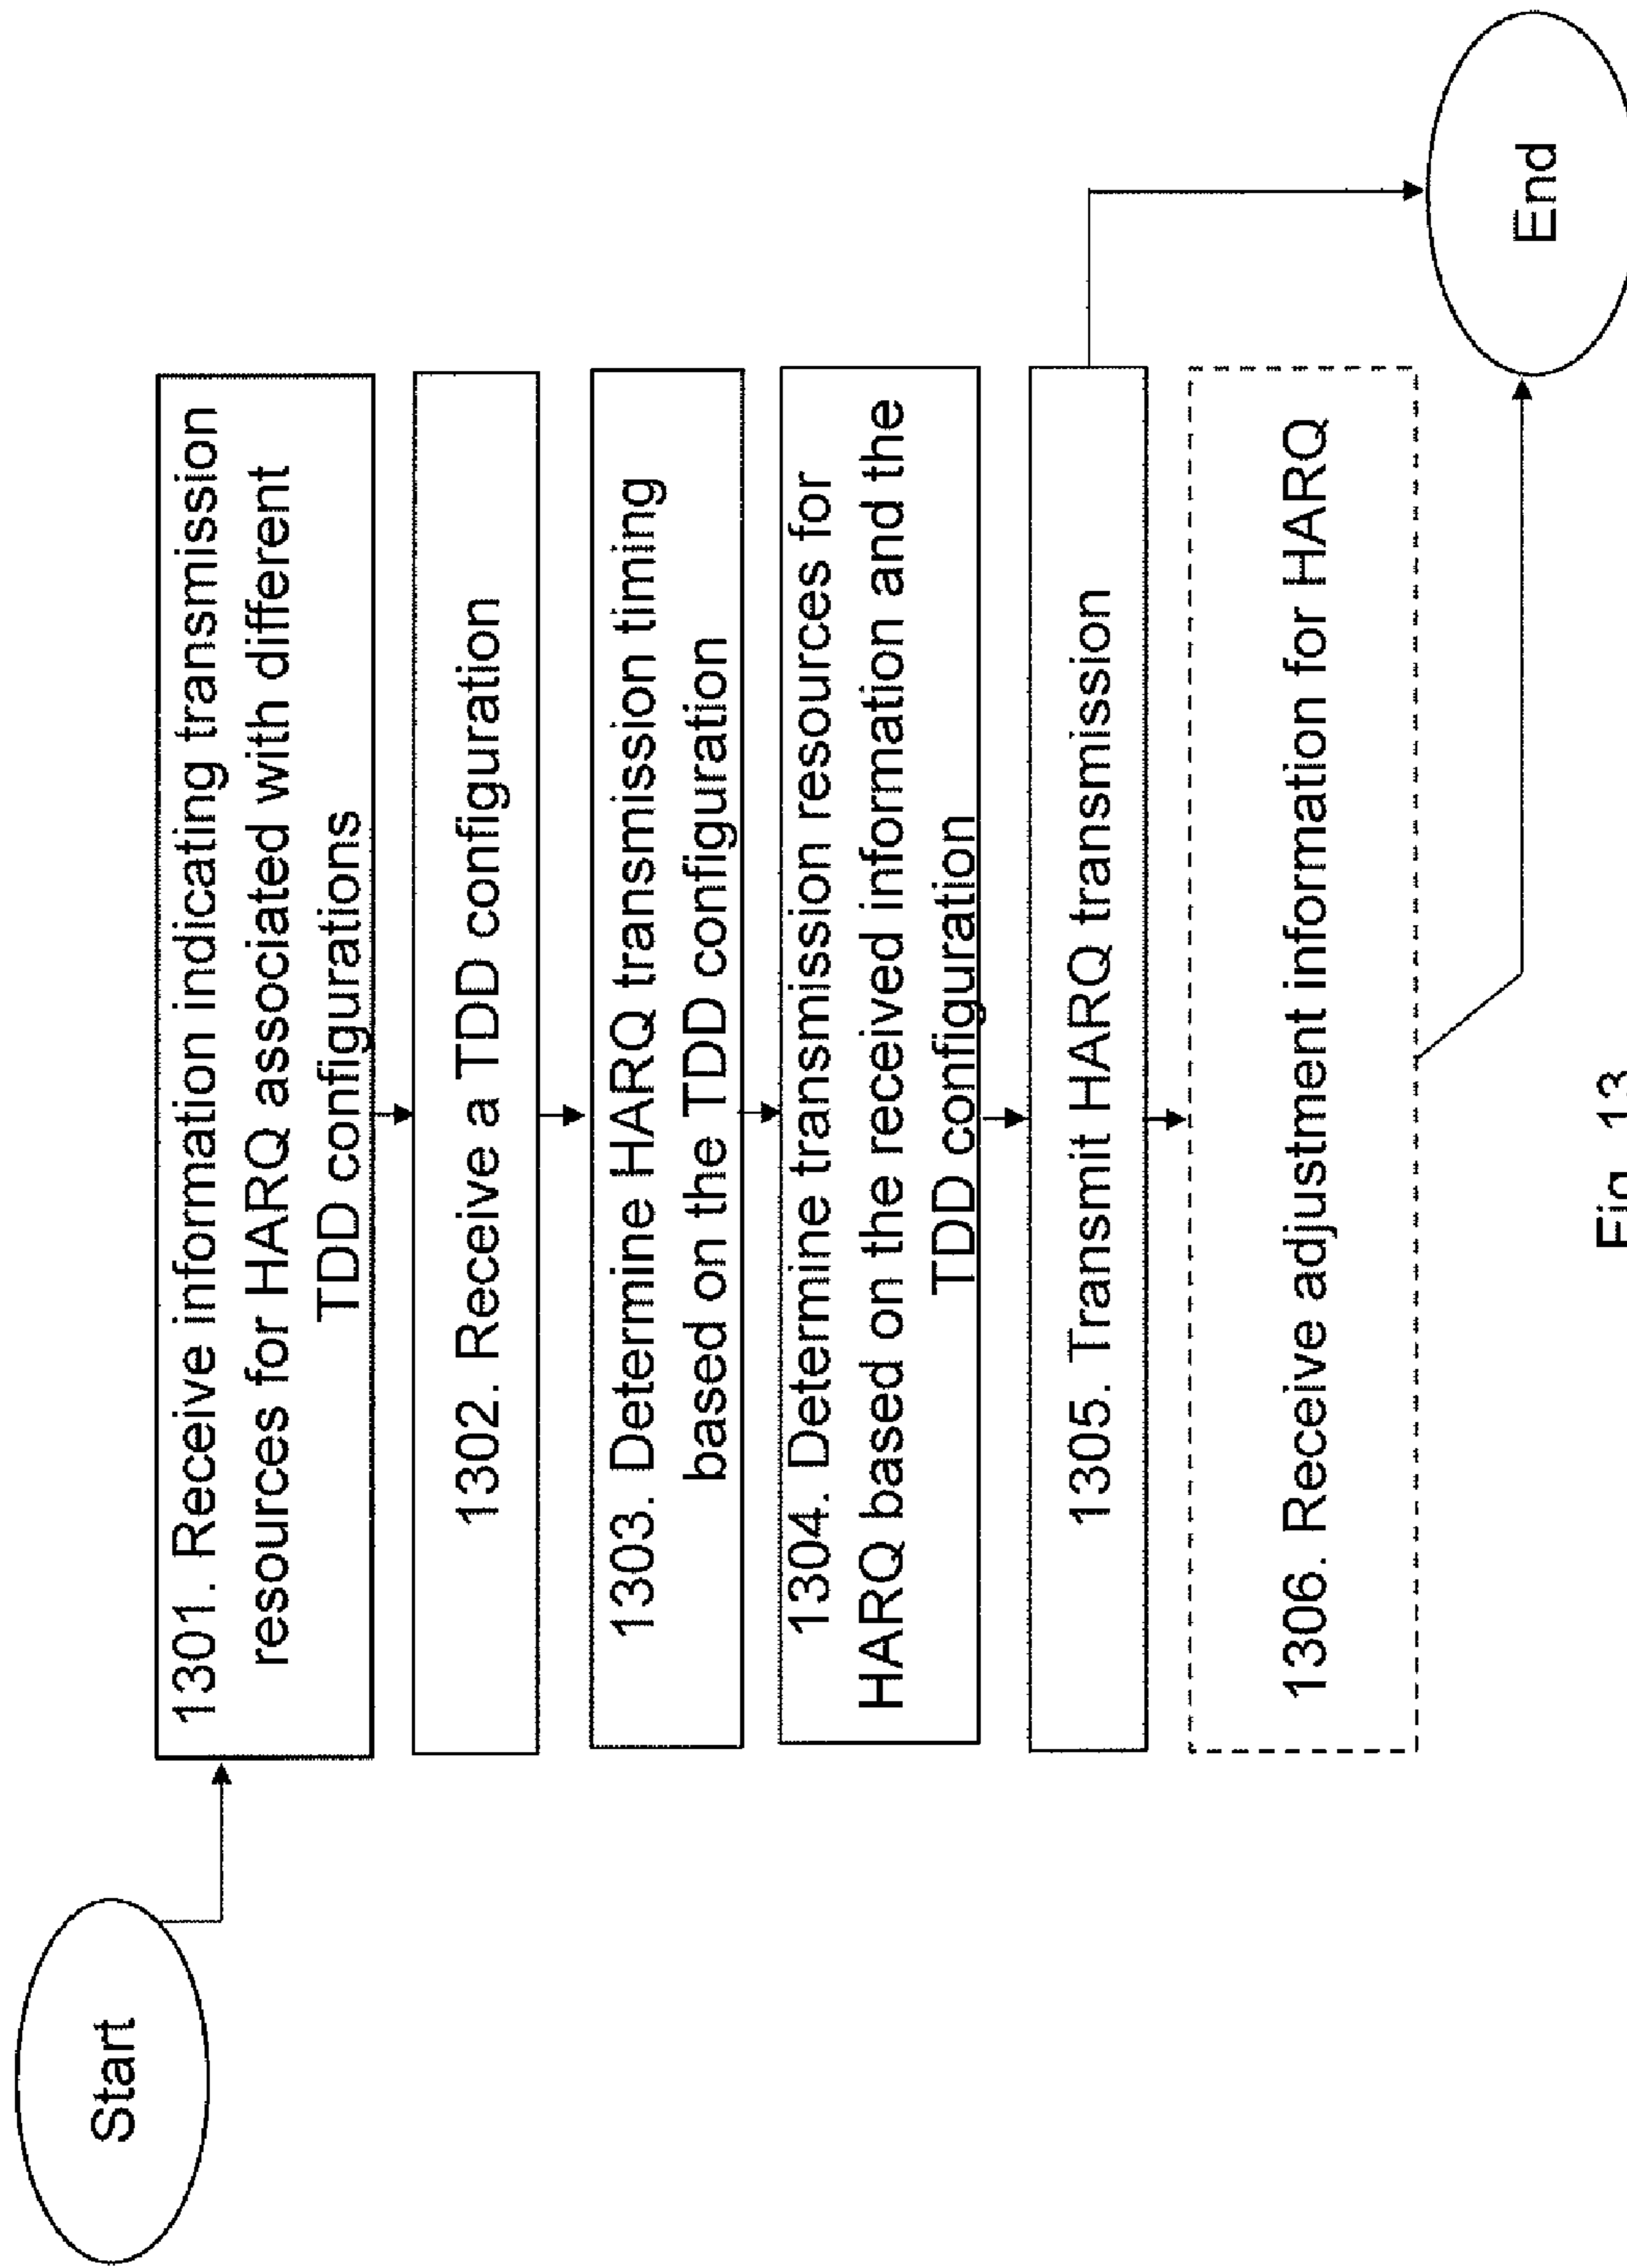 Start
1301. Receive information indicating transmission
resources for HARQ associated with different
TDD configurations
1302. Receive a TDD configuration
1303. Determine HARQ transmission timing
based on the TDD configuration
1304. Determine transmission resources for
HARQ based on the received information and the
TDD configuration
1305. Transmit HARQ transmission
1306. Receive adjustment information for HARQ
End
Fig. 13